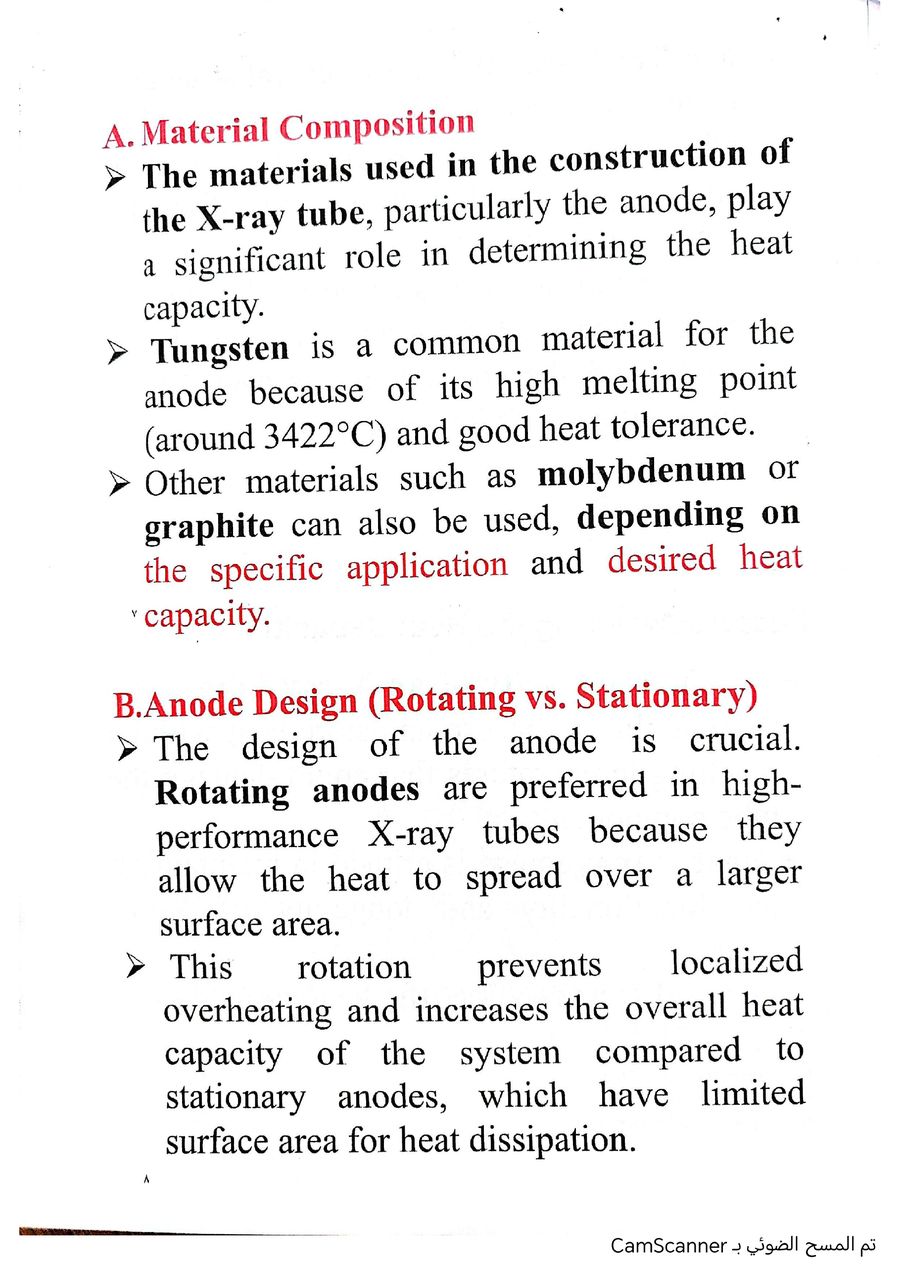 A. Material Composition
➢ The materials used in the construction of
the X-ray tube, particularly the anode, play
a significant role in determining the heat
capacity.
➢ Tungsten is a common material for the
anode because of its high melting point
(around 3422°C) and good heat tolerance.
➢ Other materials such as molybdenum or
graphite can also be used, depending on
the specific application and desired heat
٧ capacity.
B.Anode Design (Rotating vs. Stationary)
➢ The design of the anode is crucial.
Rotating anodes are preferred in high-
performance X-ray tubes because they
allow the heat to spread over a larger
surface area.
➢ This rotation prevents localized
overheating and increases the overall heat
capacity of the system compared to
stationary anodes, which have limited
surface area for heat dissipation.
٨
تم المسح الضوئي بـ CamScanner